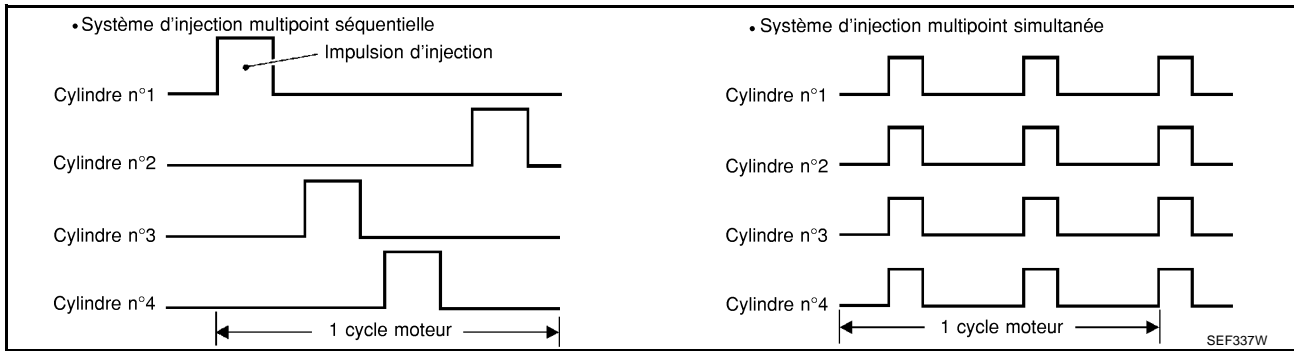 • Système d'injection multipoint séquentielle
Impulsion d'injection
Cylindre n°1
Cylindre n°2
Cylindre n°3
Cylindre n°4
1 cycle moteur
• Système d'injection multipoint simultanée
Cylindre n°1
Cylindre n°2
Cylindre n°3
Cylindre n°4
1 cycle moteur
SEF337W